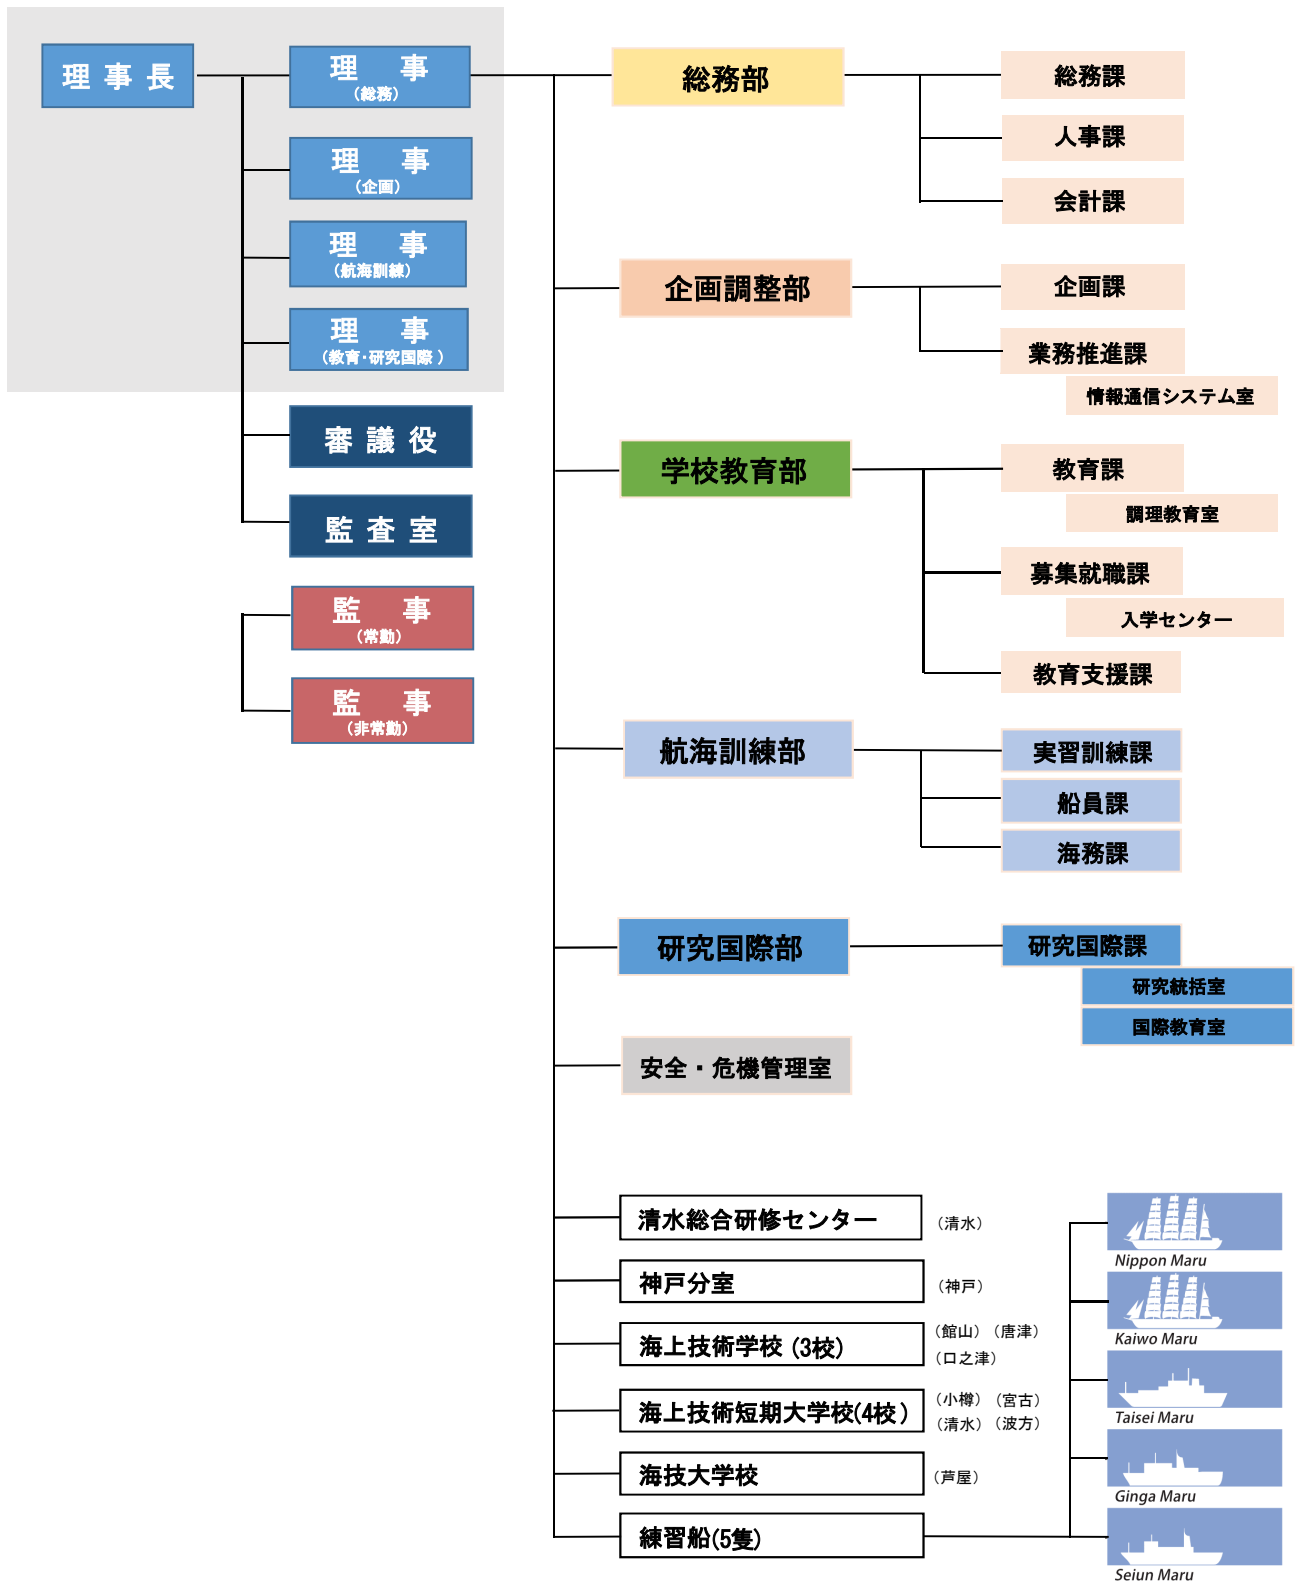 理事長
理　事
（総務）
理　事
（企画）
理　事
（航海訓練）
理　事
（教育･研究国際 ）
審議役
監査室
監　事
（常勤）
監　事
（非常勤）
総務部
総務課
人事課
会計課
企画調整部
企画課
業務推進課
情報通信システム室
学校教育部
教育課
調理教育室
募集就職課
入学センター
教育支援課
航海訓練部
実習訓練課
船員課
海務課
研究国際部
研究国際課
研究統括室
国際教育室
安全・危機管理室
清水総合研修センター
（清水）
神戸分室
（神戸）
海上技術学校 (3校)
（館山）（唐津）
（口之津）
海上技術短期大学校(4校 )
（小樽）（宮古）
（清水）（波方）
海技大学校
（芦屋）
練習船(5隻)
Nippon Maru
Kaiwo Maru
Taisei Maru
Ginga Maru
Seiun Maru